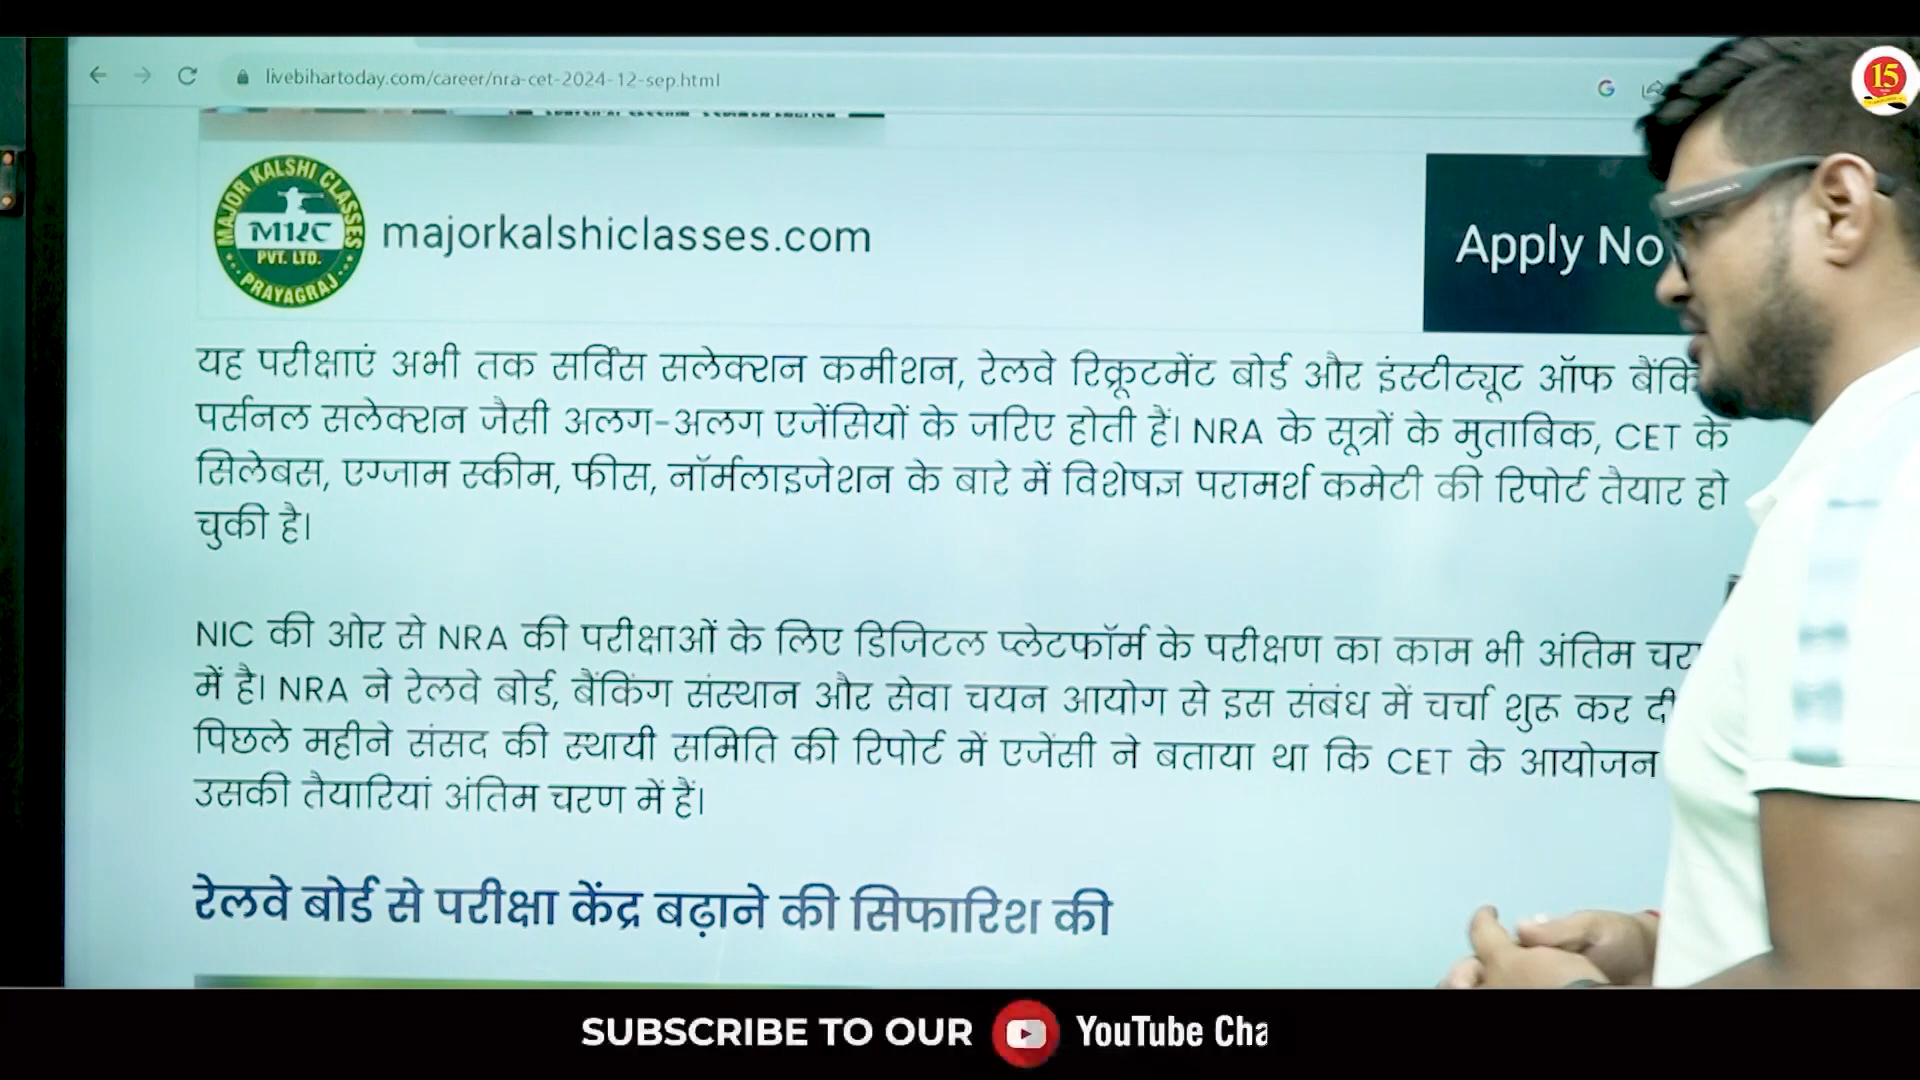 livebihartoday.com/career/nra-cet-2024-12-sep.html
15
MAJOR KALSHI CLASSES
MKC
PVT. LTD.
PRAYAGRAJ
majorkalshiclasses.com
Apply No
यह परीक्षाएं अभी तक सर्विस सलेक्शन कमीशन, रेलवे रिक्रूटमेंट बोर्ड और इंस्टीट्यूट ऑफ बैंकि
पर्सनल सलेक्शन जैसी अलग-अलग एजेंसियों के जरिए होती हैं। NRA के सूत्रों के मुताबिक, CET के
सिलेबस, एग्जाम स्कीम, फीस, नॉर्मलाइजेशन के बारे में विशेषज्ञ परामर्श कमेटी की रिपोर्ट तैयार हो
चुकी है।
NIC की ओर से NRA की परीक्षाओं के लिए डिजिटल प्लेटफॉर्म के परीक्षण का काम भी अंतिम चर
में है। NRA ने रेलवे बोर्ड, बैंकिंग संस्थान और सेवा चयन आयोग से इस संबंध में चर्चा शुरू कर दी
पिछले महीने संसद की स्थायी समिति की रिपोर्ट में एजेंसी ने बताया था कि CET के आयोजन
उसकी तैयारियां अंतिम चरण में हैं।
रेलवे बोर्ड से परीक्षा केंद्र बढ़ाने की सिफारिश की
SUBSCRIBE TO OUR YouTube Cha